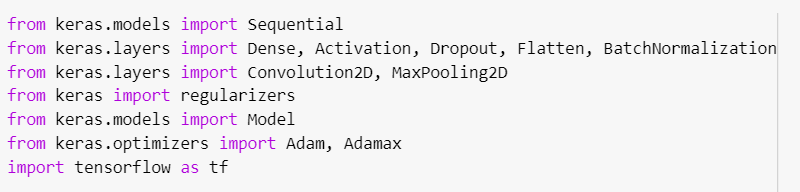 from keras.models import Sequential
from keras.layers import Dense, Activation, Dropout, Flatten, BatchNormalization
from keras.layers import Convolution2D, MaxPooling2D
from keras import regularizers
from keras.models import Model
from keras.optimizers import Adam, Adamax
import tensorflow as tf